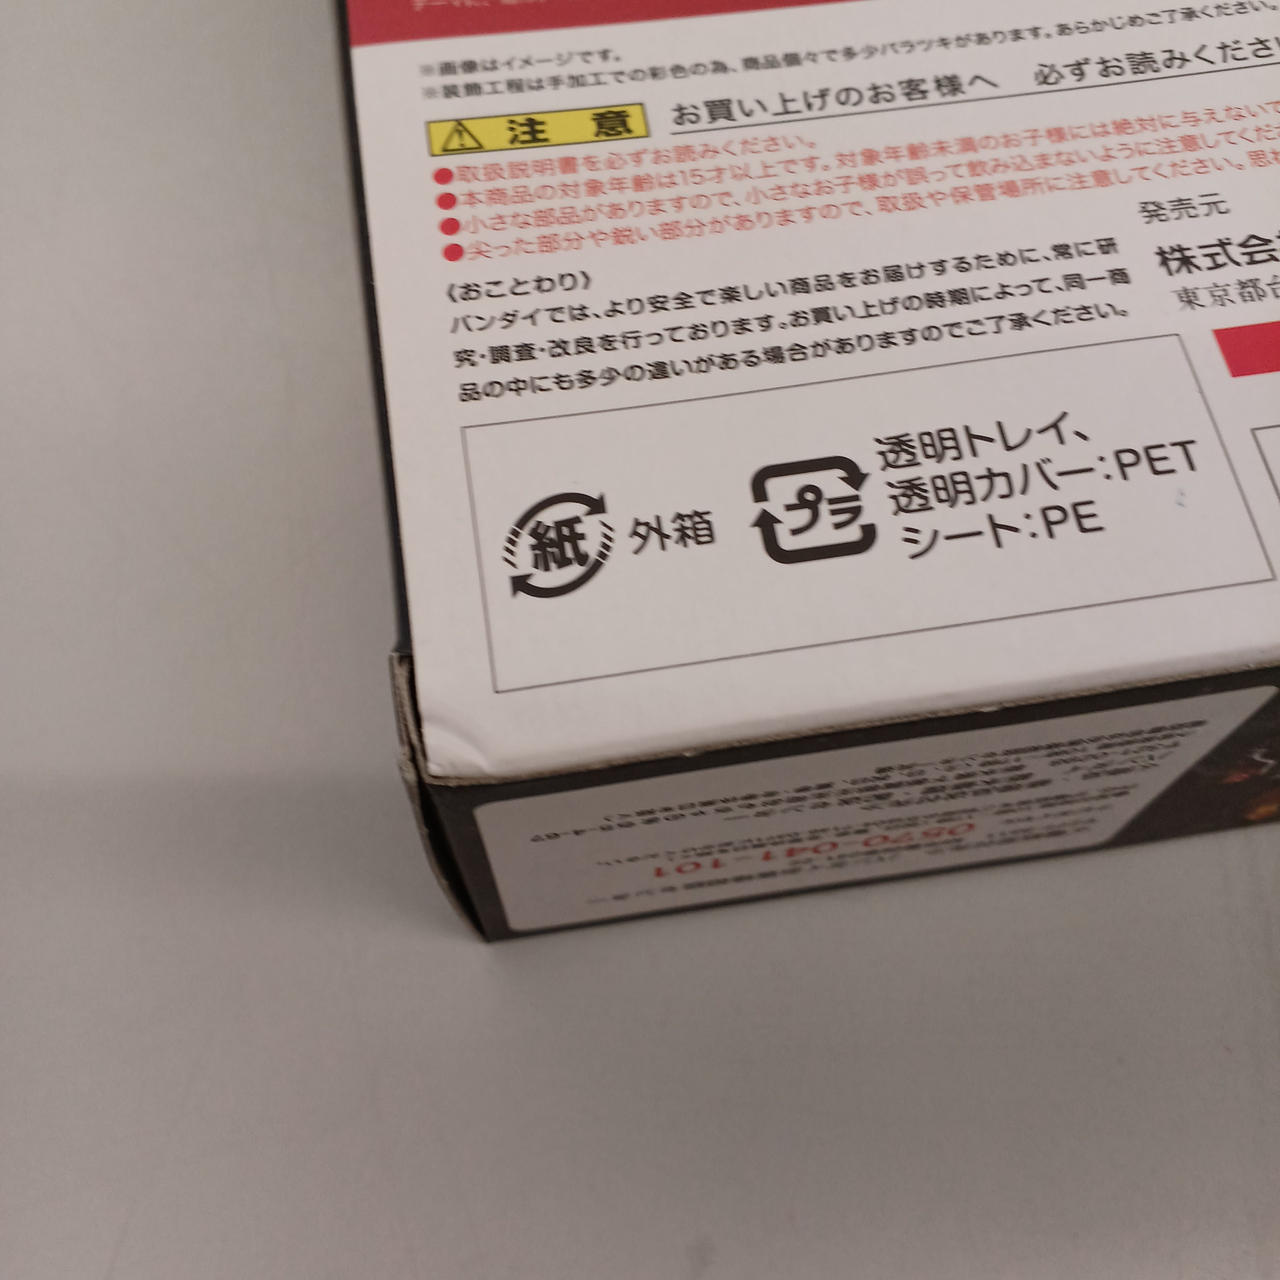 ※画像はイメージです。
※装飾工程は手加工での彩色の為、商品個々で多少バラツキがあります。あらかじめご了承ください。
注意 お買い上げのお客様へ 必ずお読みください
●取扱説明書を必ずお読みください。
●本商品の対象年齢は15才以上です。対象年齢未満のお子様には絶対に与えないで
●小さな部品がありますので、小さなお子様が誤って飲み込まないように注意してくだ
●尖った部分や鋭い部分がありますので、取扱や保管場所に注意してください。思わ
〈おことわり〉
バンダイでは、より安全で楽しい商品をお届けするために、常に研
究・調査・改良を行っております。お買い上げの時期によって、同一商
品の中にも多少の違いがある場合がありますのでご了承ください。
発売元
株式会
東京都台
紙 外箱
プラ 透明トレイ、
透明カバー:PET
シート:PE
0570-041-101